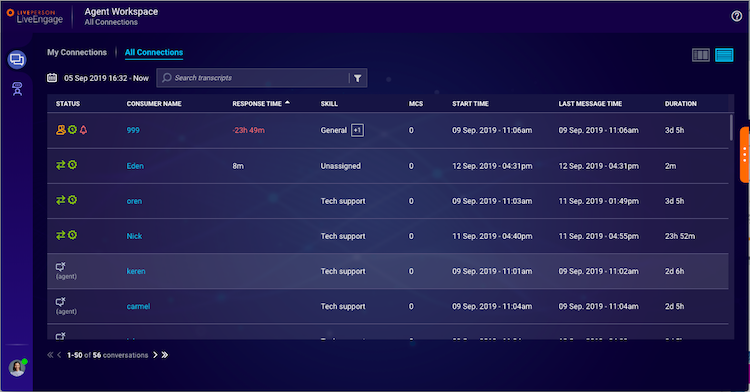 LIVEPERSON
LiveEngage
Agent Workspace
All Connections
My Connections
All Connections
05 Sep 2019 16:32 - Now
Search transcripts
STATUS CONSUMER NAME RESPONSE TIME SKILL MCS START TIME LAST MESSAGE TIME DURATION
999 -23h 49m General +1 0 09 Sep. 2019 - 11:06am 09 Sep. 2019 - 11:06am 3d 5h
Eden 8m Unassigned 0 12 Sep. 2019 - 04:31pm 12 Sep. 2019 - 04:31pm 2m
oren Tech support 0 09 Sep. 2019 - 11:03am 11 Sep. 2019 - 01:49pm 3d 5h
Nick Tech support 0 11 Sep. 2019 - 04:40pm 11 Sep. 2019 - 04:55pm 23h 52m
keren Tech support 0 09 Sep. 2019 - 11:01am 09 Sep. 2019 - 11:02am 2d 6h
(agent)
carmel Tech support 0 09 Sep. 2019 - 11:04am 09 Sep. 2019 - 11:04am 2d 5h
(agent)
1-50 of 56 conversations